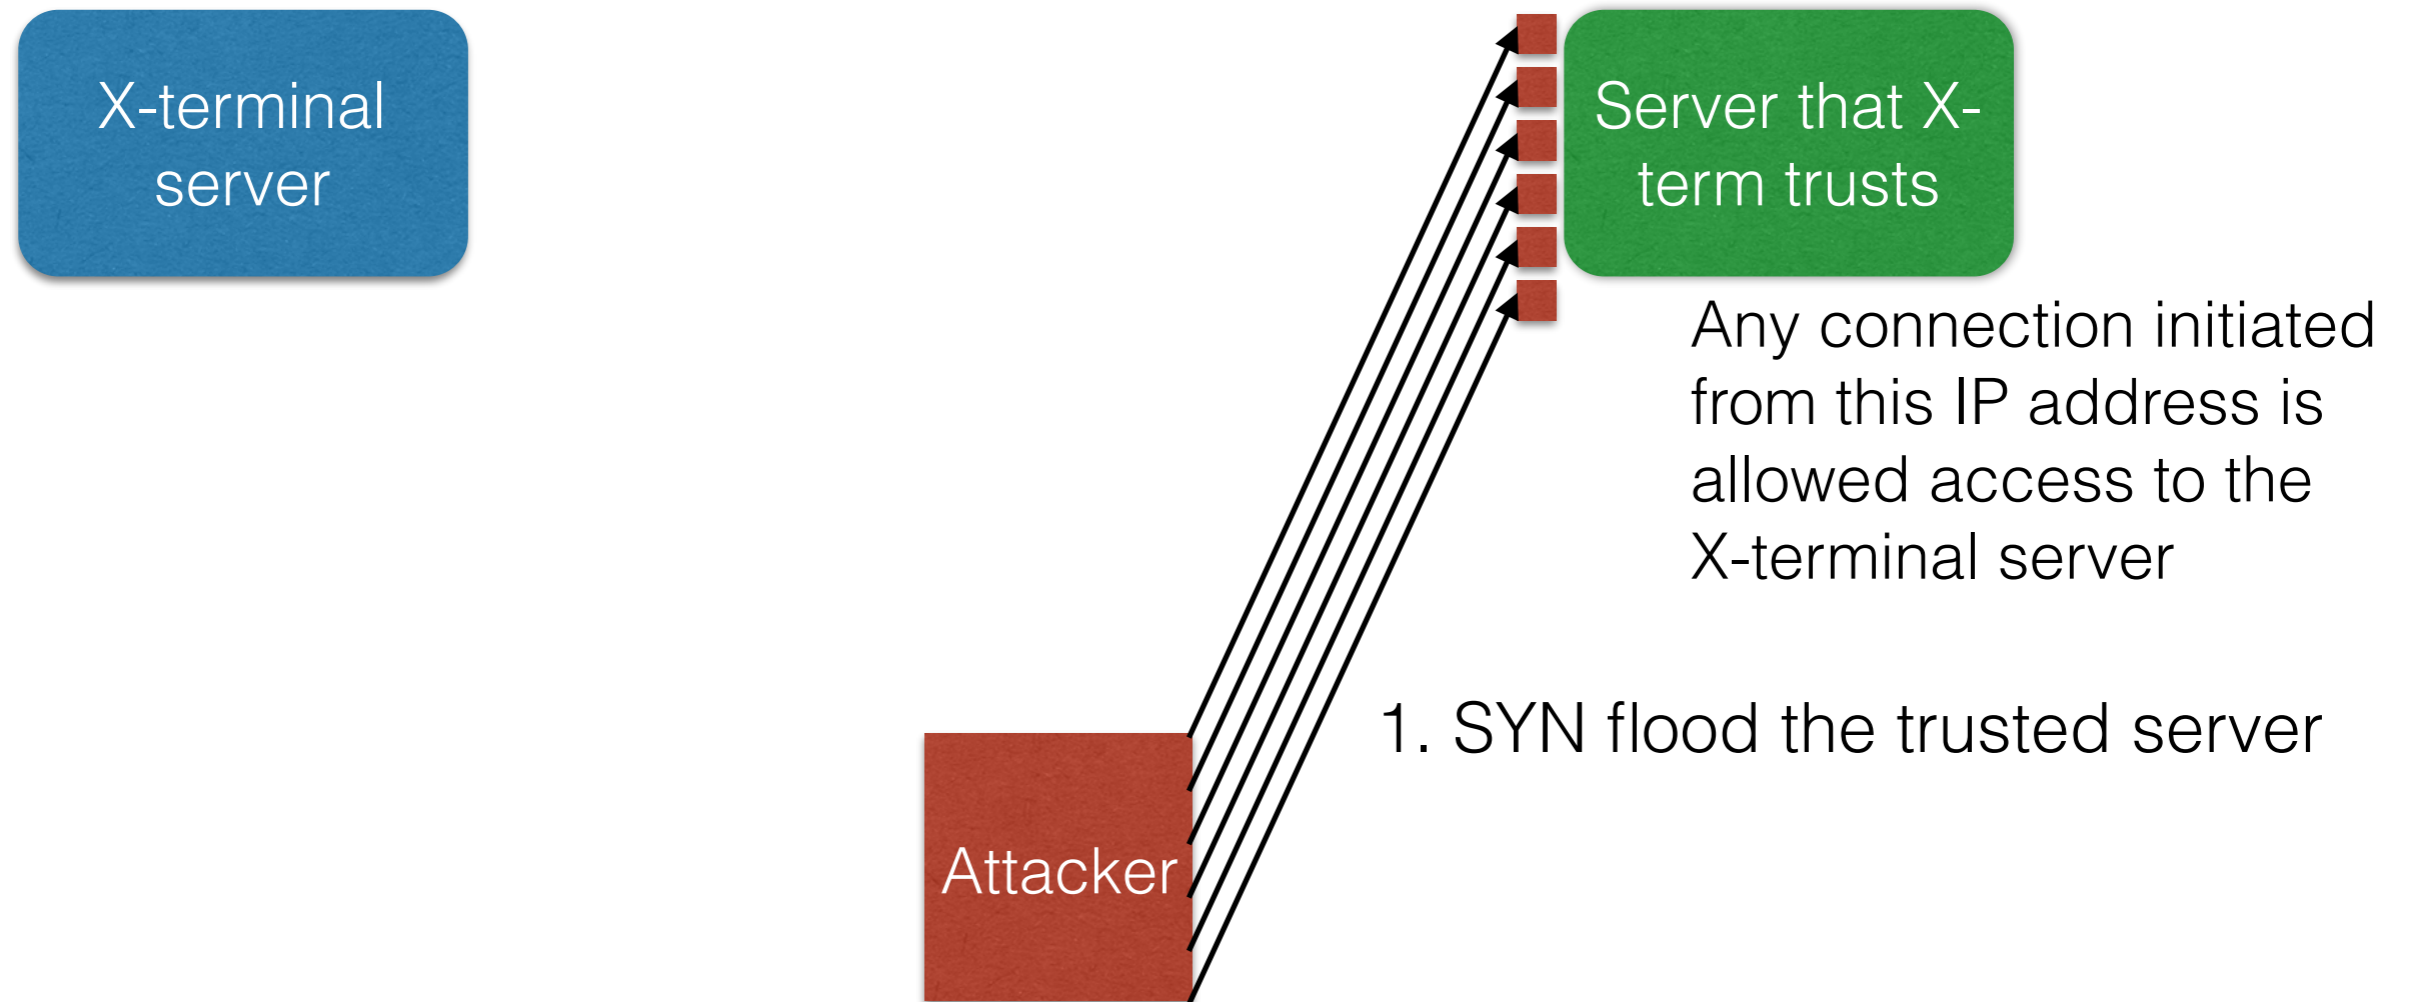 X-terminal
server
Server that X-
term trusts
Any connection initiated
from this IP address is
allowed access to the
X-terminal server
1. SYN flood the trusted server
Attacker